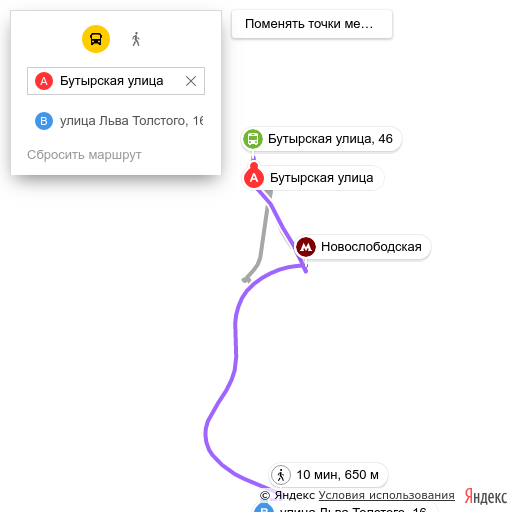 Поменять точки ме…
A Бутырская улица
B улица Льва Толстого, 16
Сбросить маршрут
Бутырская улица, 46
A Бутырская улица
Новослободская
10 мин, 650 м
© Яндекс Условия использования
Яндекс
B улица Льва Толстого, 16